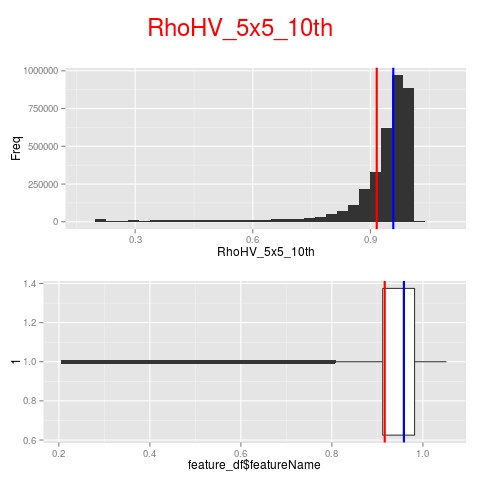 RhoHV_5x5_10th
1000000
750000
500000
250000
0
Freq
0.3 0.6 0.9
RhoHV_5x5_10th
1.4
1.2
1.0
0.8
0.6
1
0.2 0.4 0.6 0.8 1.0
feature_df$featureName